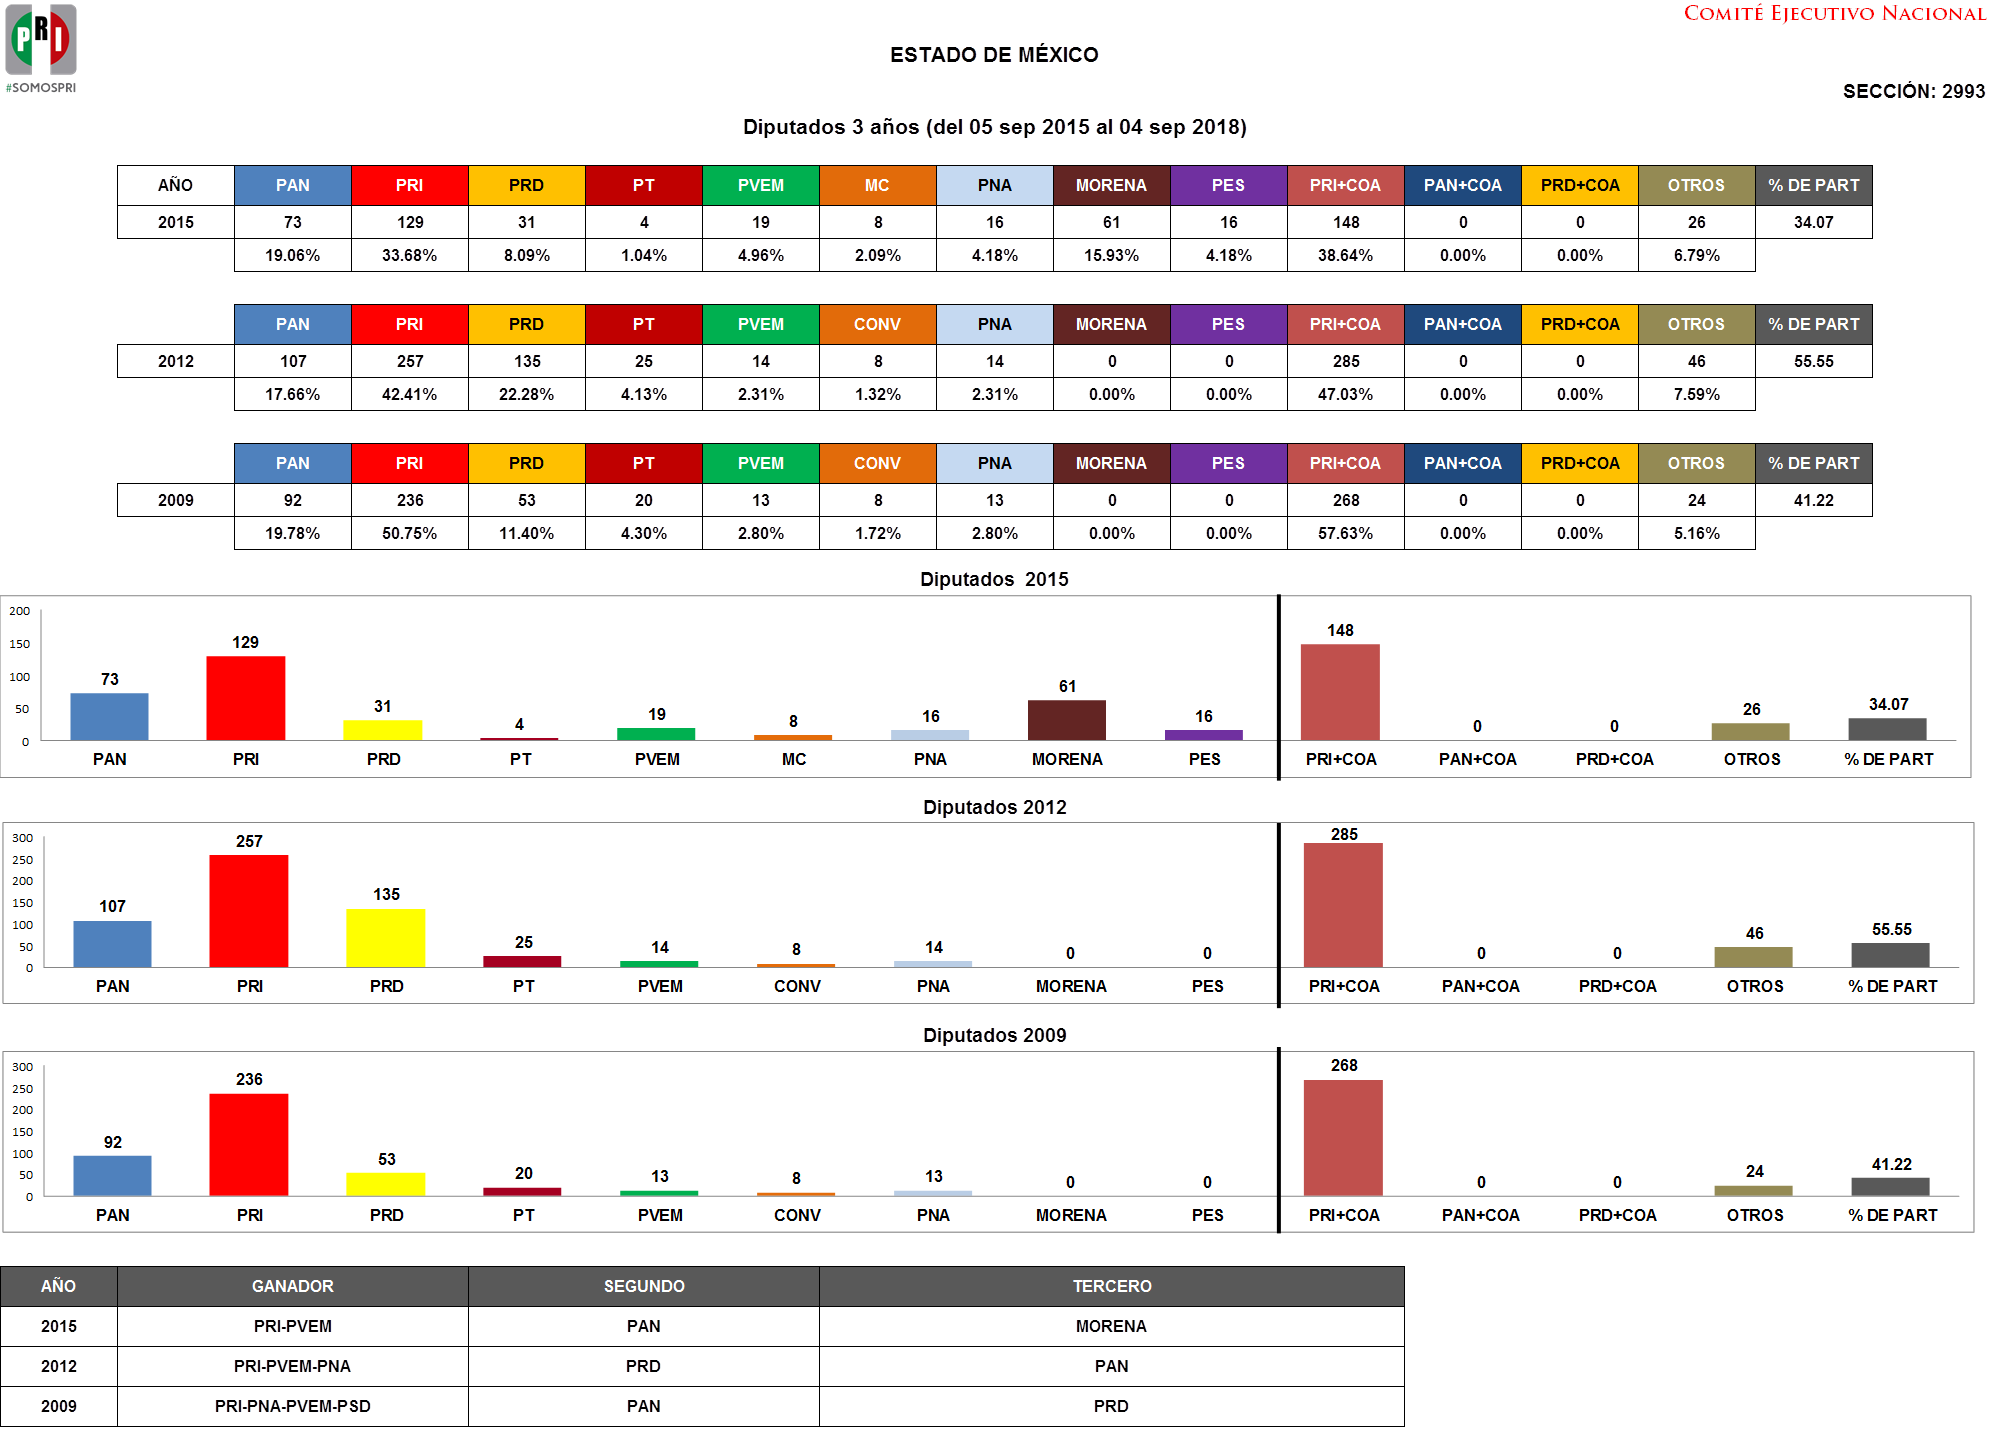 PRI
#SOMOSPRI
COMITÉ EJECUTIVO NACIONAL
ESTADO DE MÉXICO
SECCIÓN: 2993
Diputados 3 años (del 05 sep 2015 al 04 sep 2018)
AÑO PAN PRI PRD PT PVEM MC PNA MORENA PES PRI+COA PAN+COA PRD+COA OTROS % DE PART
2015 73 129 31 4 19 8 16 61 16 148 0 0 26 34.07
19.06% 33.68% 8.09% 1.04% 4.96% 2.09% 4.18% 15.93% 4.18% 38.64% 0.00% 0.00% 6.79%
PAN PRI PRD PT PVEM CONV PNA MORENA PES PRI+COA PAN+COA PRD+COA OTROS % DE PART
2012 107 257 135 25 14 8 14 0 0 285 0 0 46 55.55
17.66% 42.41% 22.28% 4.13% 2.31% 1.32% 2.31% 0.00% 0.00% 47.03% 0.00% 0.00% 7.59%
PAN PRI PRD PT PVEM CONV PNA MORENA PES PRI+COA PAN+COA PRD+COA OTROS % DE PART
2009 92 236 53 20 13 8 13 0 0 268 0 0 24 41.22
19.78% 50.75% 11.40% 4.30% 2.80% 1.72% 2.80% 0.00% 0.00% 57.63% 0.00% 0.00% 5.16%
Diputados 2015
200
150
100
50
0
73 129 31 4 19 8 16 61 16 148 0 0 26 34.07
PAN PRI PRD PT PVEM MC PNA MORENA PES PRI+COA PAN+COA PRD+COA OTROS % DE PART
Diputados 2012
300
250
200
150
100
50
0
107 257 135 25 14 8 14 0 0 285 0 0 46 55.55
PAN PRI PRD PT PVEM CONV PNA MORENA PES PRI+COA PAN+COA PRD+COA OTROS % DE PART
Diputados 2009
300
250
200
150
100
50
0
92 236 53 20 13 8 13 0 0 268 0 0 24 41.22
PAN PRI PRD PT PVEM CONV PNA MORENA PES PRI+COA PAN+COA PRD+COA OTROS % DE PART
AÑO GANADOR SEGUNDO TERCERO
2015 PRI-PVEM PAN MORENA
2012 PRI-PVEM-PNA PRD PAN
2009 PRI-PNA-PVEM-PSD PAN PRD